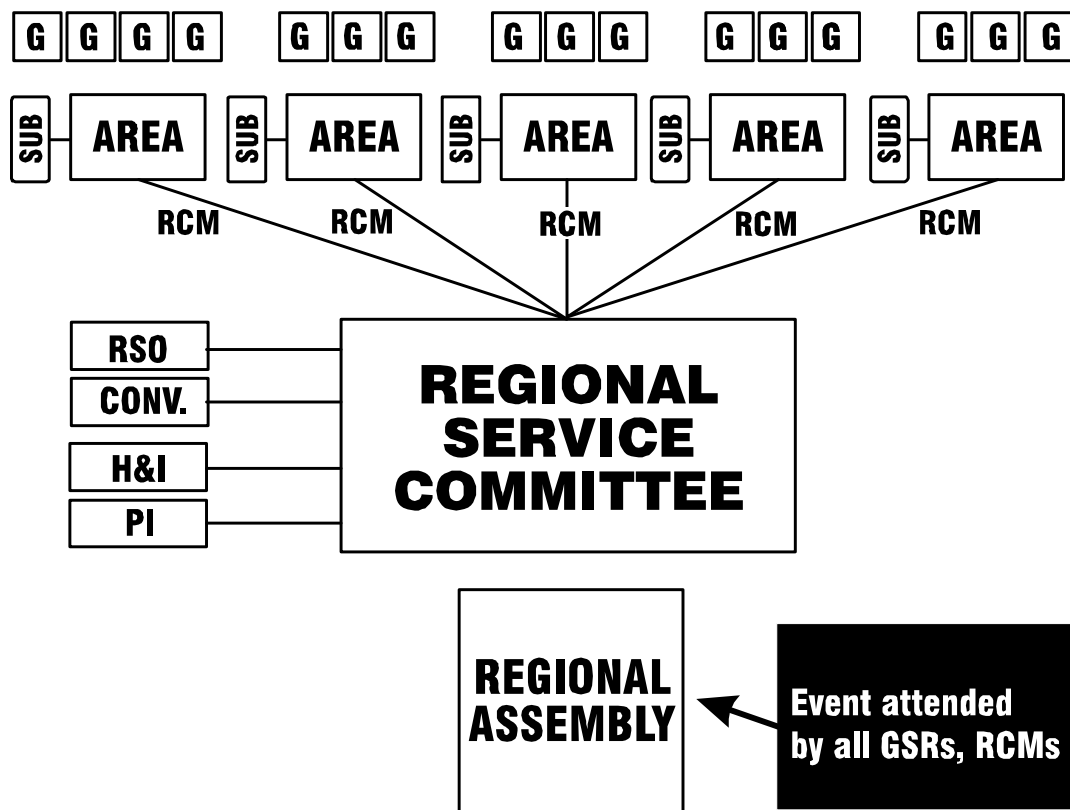 G G G G G G G G G G G G G G G G
SUB AREA SUB AREA SUB AREA SUB AREA SUB AREA
RCM RCM RCM RCM RCM
RSO
CONV.
H&I
PI
REGIONAL
SERVICE
COMMITTEE
REGIONAL
ASSEMBLY
Event attended
by all GSRs, RCMs